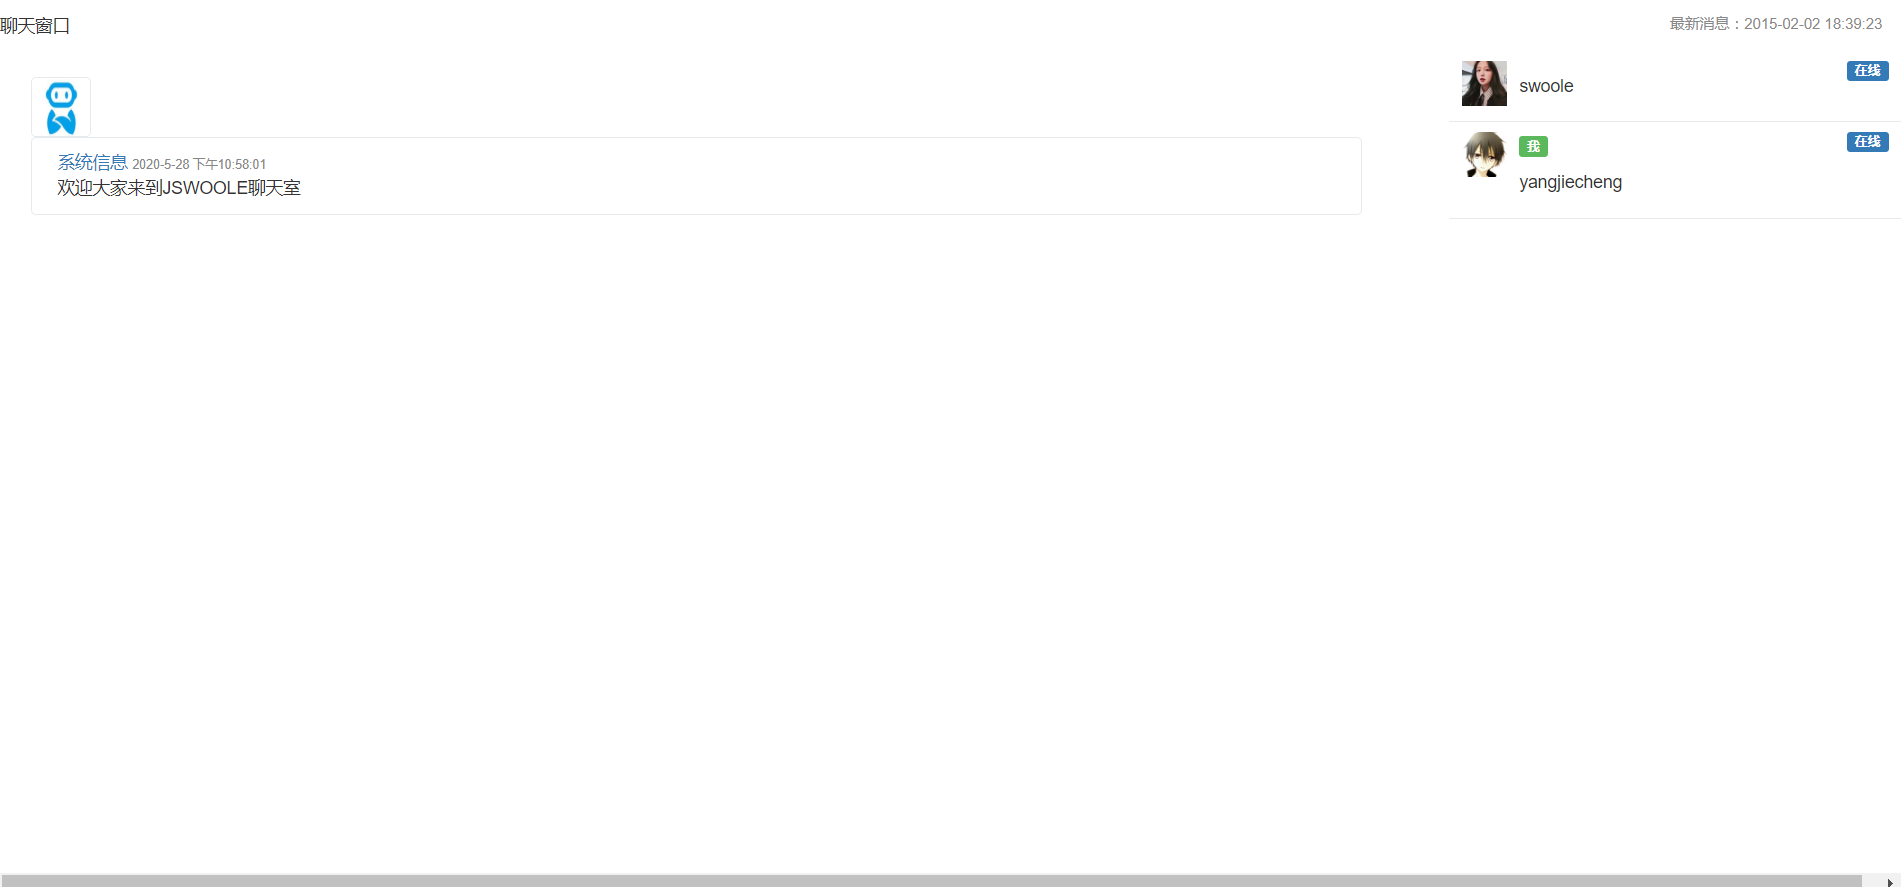 聊天窗口
最新消息：2015-02-02 18:39:23
系统信息 2020-5-28 下午10:58:01
欢迎大家来到JSWOOLE聊天室
swoole
在线
我
在线
yangjiecheng